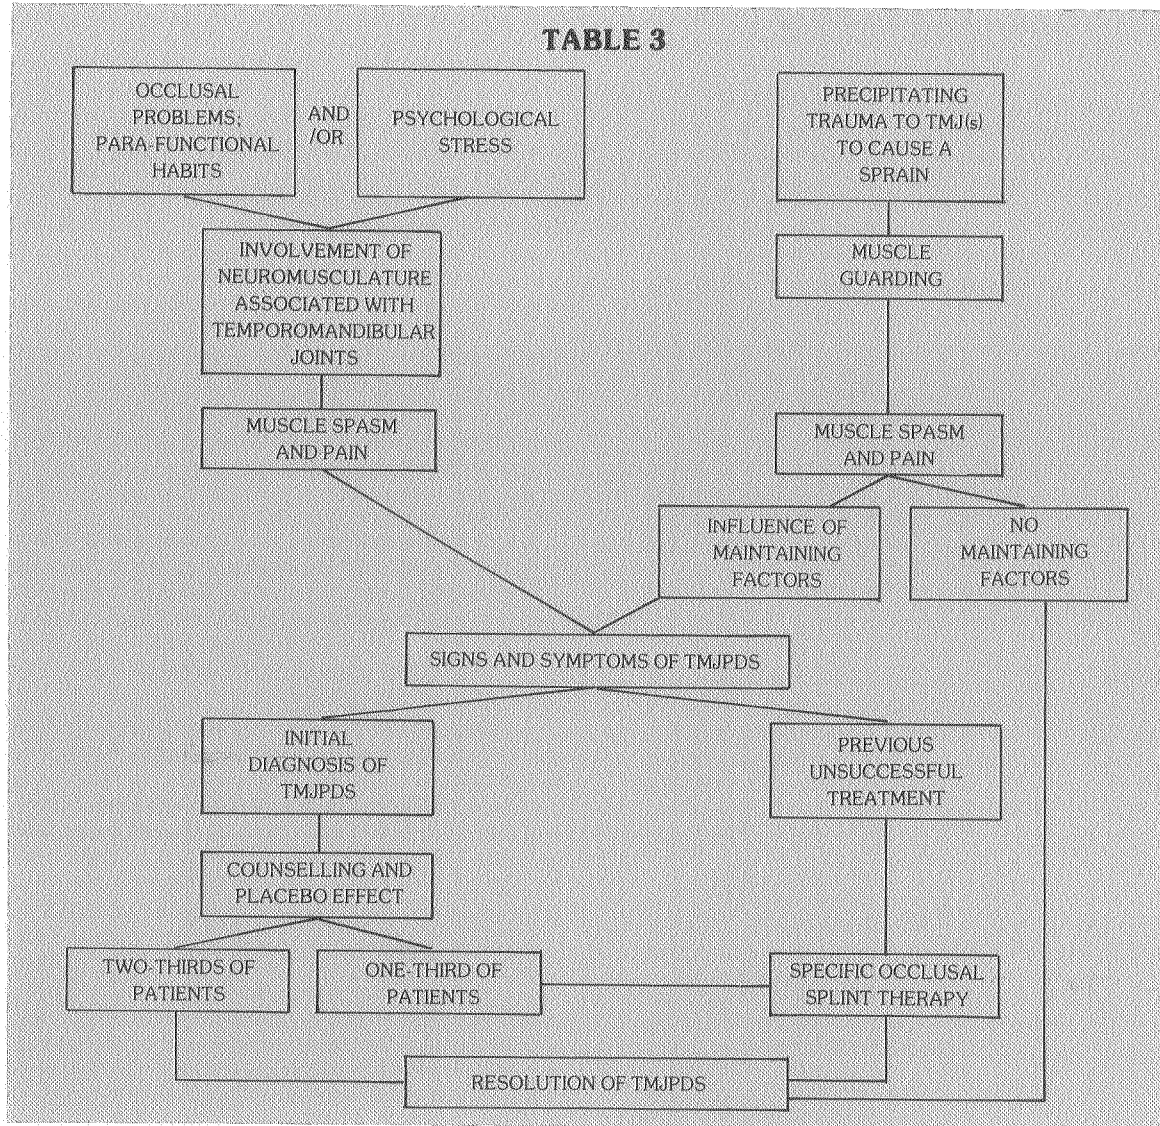 TABLE 3
OCCLUSAL
PROBLEMS;
PARA-FUNCTIONAL
HABITS
AND
/OR
PSYCHOLOGICAL
STRESS
PRECIPITATING
TRAUMA TO TMJ(s)
TO CAUSE A
SPRAIN
INVOLVEMENT OF
NEUROMUSCULATURE
ASSOCIATED WITH
TEMPOROMANDIBULAR
JOINTS
MUSCLE
GUARDING
MUSCLE SPASM
AND PAIN
MUSCLE SPASM
AND PAIN
INFLUENCE OF
MAINTAINING
FACTORS
NO
MAINTAINING
FACTORS
SIGNS AND SYMPTOMS OF TMJPDS
INITIAL
DIAGNOSIS OF
TMJPDS
PREVIOUS
UNSUCCESSFUL
TREATMENT
COUNSELLING AND
PLACEBO EFFECT
TWO-THIRDS OF
PATIENTS
ONE-THIRD OF
PATIENTS
SPECIFIC OCCLUSAL
SPLINT THERAPY
RESOLUTION OF TMJPDS